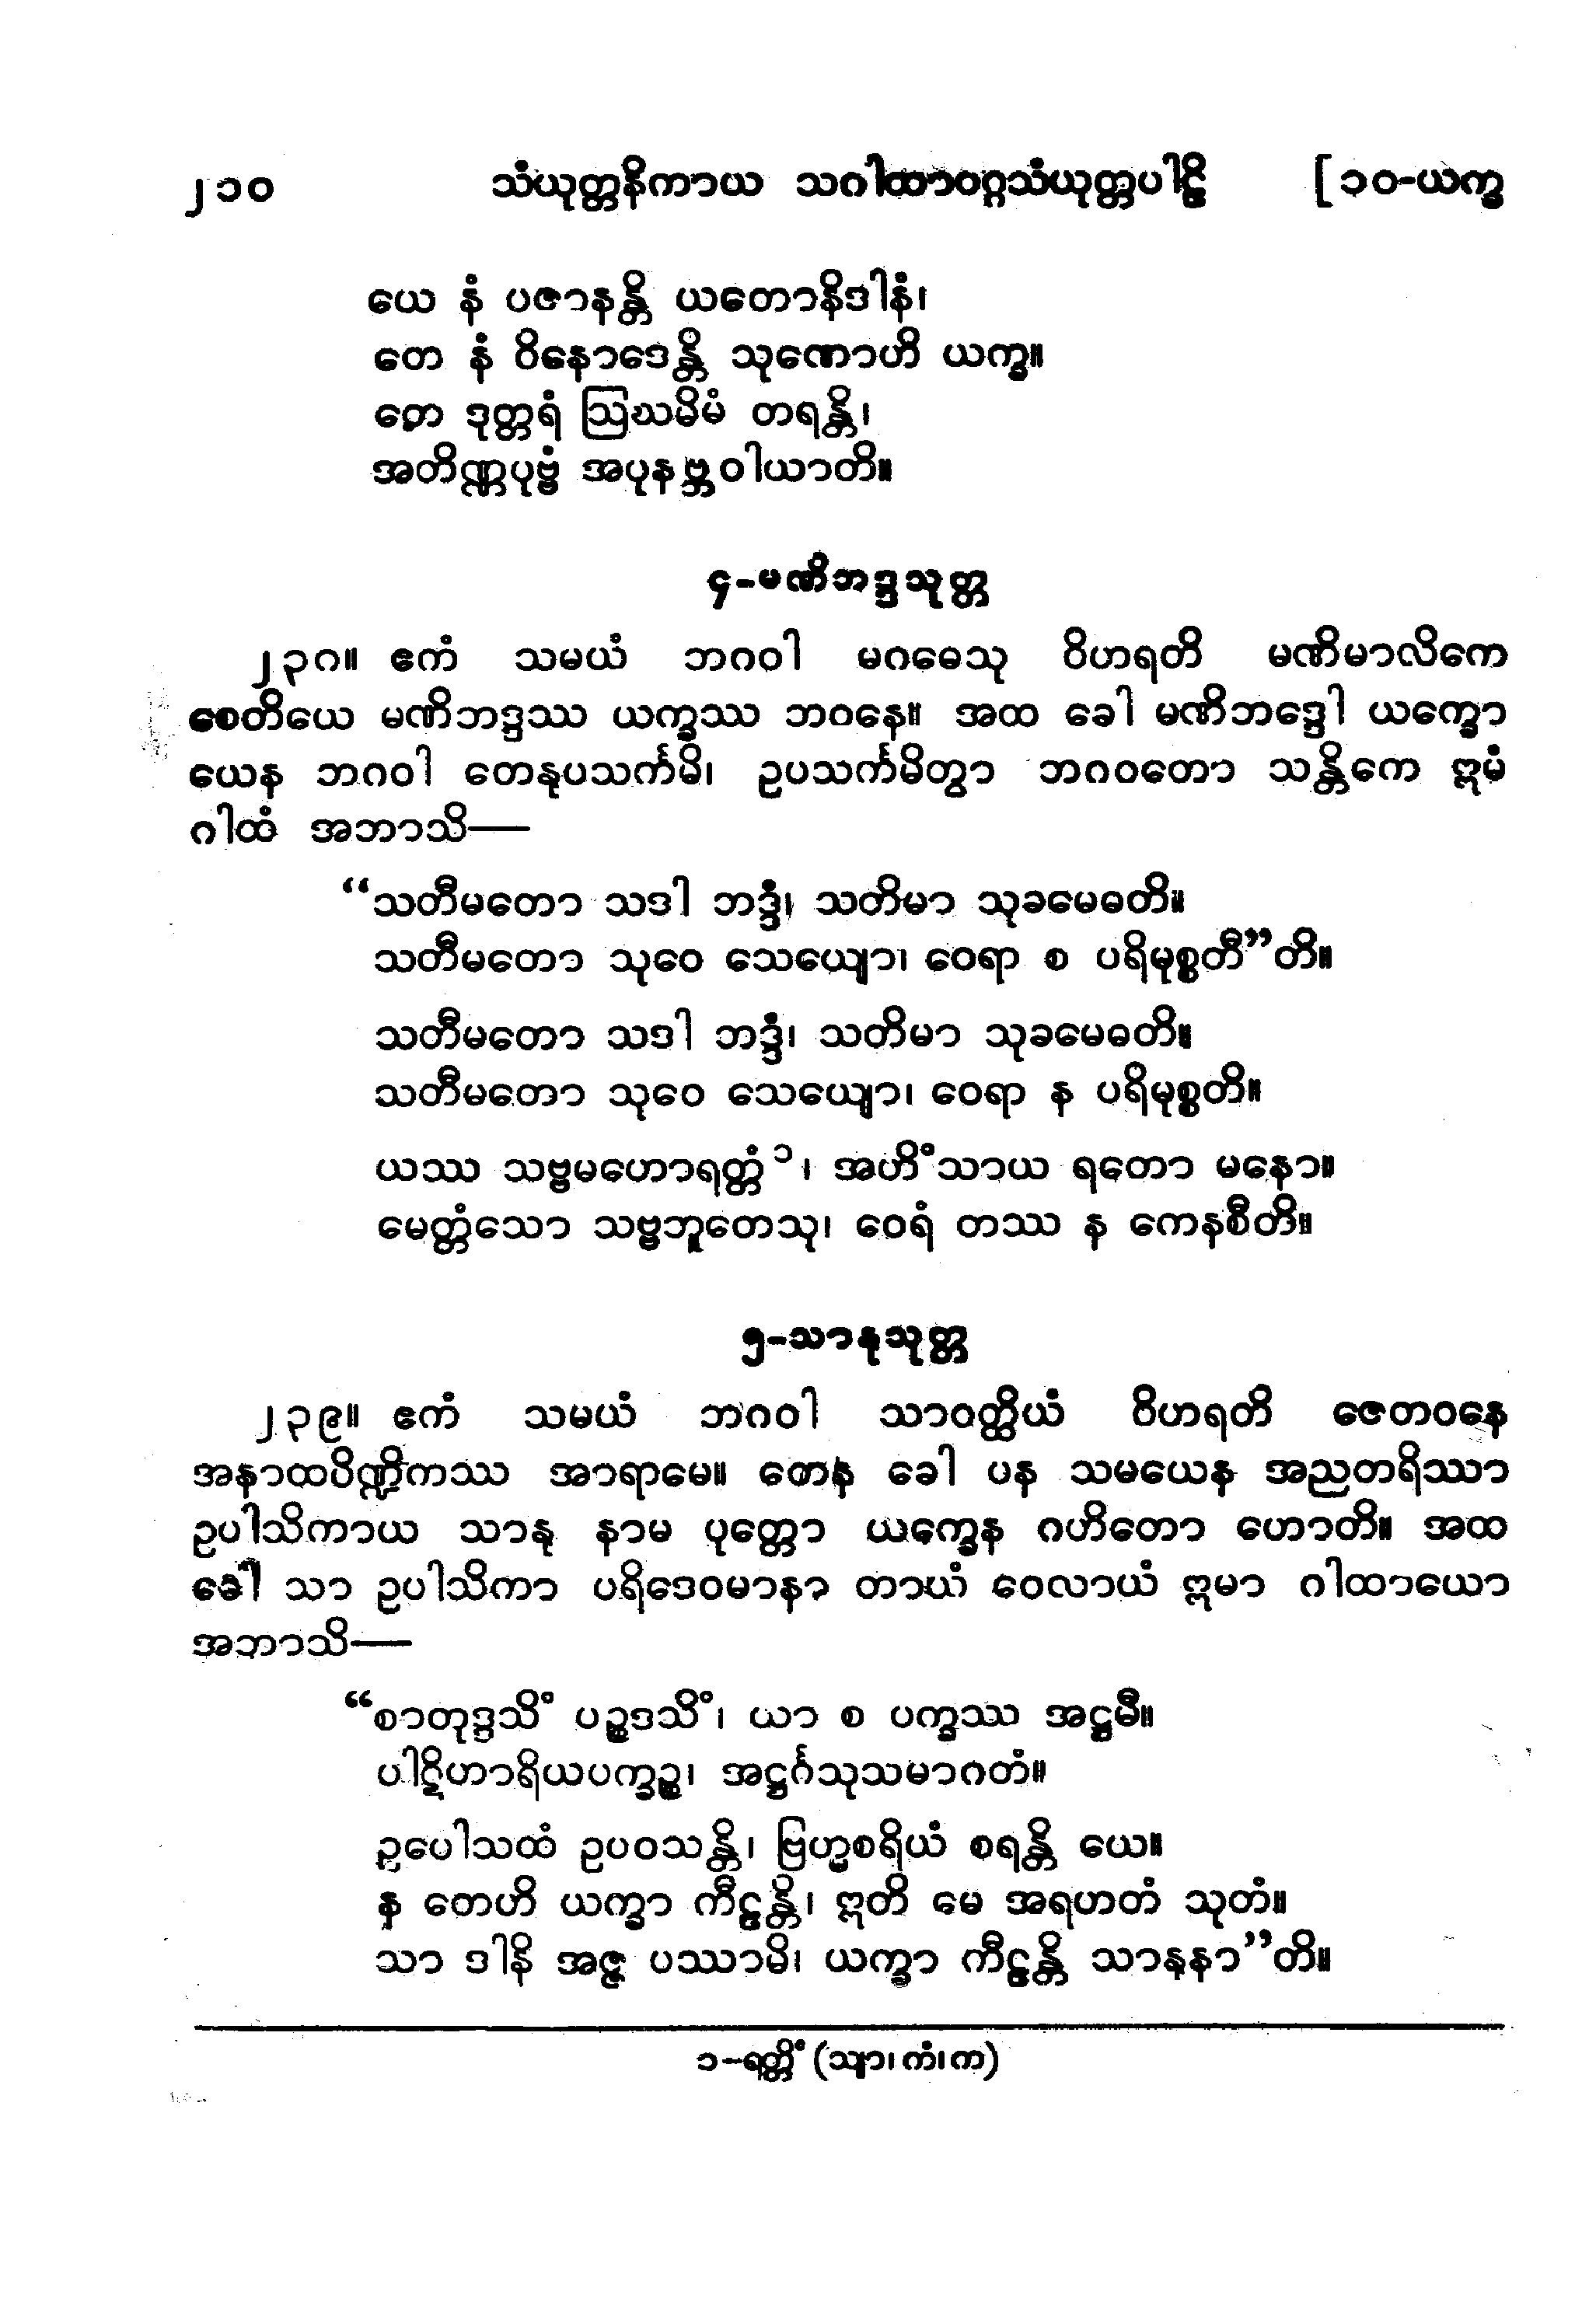 ၂၁၀ သံယုတ္တနိကာယ သဂါထာဝဂ္ဂသံယုတ္တပါဠိ [ ၁၀-ယက္ခ
ယေ နံ ပဇာနန္တိ ယတောနိဒါနံ၊
တေ နံ ဝိနောဒေန္တိ သုဏောဟိ ယက္ခ။
တေ ဒုတ္တရံ ဩဃမိမံ တရန္တိ၊
အတိဏ္ဏပုဗ္ဗံ အပုနဗ္ဘဝါယာတိ။
၄-မဏိဘဒ္ဒသုတ္တ
၂၃၈။ ဧကံ သမယံ ဘဂဝါ မဂဓေသု ဝိဟရတိ မဏိမာလိကေ
စေတိယေ မဏိဘဒ္ဒဿ ယက္ခဿ ဘဝနေ။ အထ ခေါ မဏိဘဒ္ဒေါ ယက္ခော
ယေန ဘဂဝါ တေနုပသင်္ကမိ၊ ဥပသင်္ကမိတွာ ဘဂဝတော သန္တိကေ ဣမံ
ဂါထံ အဘာသိ—
“သတီမတော သဒါ ဘဒ္ဒံ၊ သတိမာ သုခမေဓတိ။
သတီမတော သုဝေ သေယျော၊ ဝေရာ စ ပရိမုစ္စတီ”တိ။
သတီမတော သဒါ ဘဒ္ဒံ၊ သတိမာ သုခမေဓတိ။
သတီမတော သုဝေ သေယျော၊ ဝေရာ န ပရိမုစ္စတိ။
ယဿ သဗ္ဗမဟောရတ္တံ ၁၊ အဟိံသာယ ရတော မနော။
မေတ္တံသော သဗ္ဗဘူတေသု၊ ဝေရံ တဿ န ကေနစီတိ။
၅-သာနုသုတ္တ
၂၃၉။ ဧကံ သမယံ ဘဂဝါ သာဝတ္ထိယံ ဝိဟရတိ ဇေတဝနေ
အနာထပိဏ္ဍိကဿ အာရာမေ။ တေန ခေါ ပန သမယေန အညတရိဿာ
ဥပါသိကာယ သာနု နာမ ပုတ္တော ယက္ခေန ဂဟိတော ဟောတိ။ အထ
ခေါ သာ ဥပါသိကာ ပရိဒေဝမာနာ တာယံ ဝေလာယံ ဣမာ ဂါထာယော
အဘာသိ—
“စာတုဒ္ဒသိံ ပဉ္စဒသိံ၊ ယာ စ ပက္ခဿ အဋ္ဌမီ။
ပါဋိဟာရိယပက္ခဉ္စ၊ အဋ္ဌင်္ဂသုသမာဂတံ။
ဥပေါသထံ ဥပဝသန္တိ၊ ဗြဟ္မစရိယံ စရန္တိ ယေ။
န တေဟိ ယက္ခာ ကီဠန္တိ၊ ဣတိ မေ အရဟတံ သုတံ။
သာ ဒါနိ အဇ္ဇ ပဿာမိ၊ ယက္ခာ ကီဠန္တိ သာနုနာ”တိ။
၁-ရတ္တိံ (သျာ၊ ကံ၊ က)